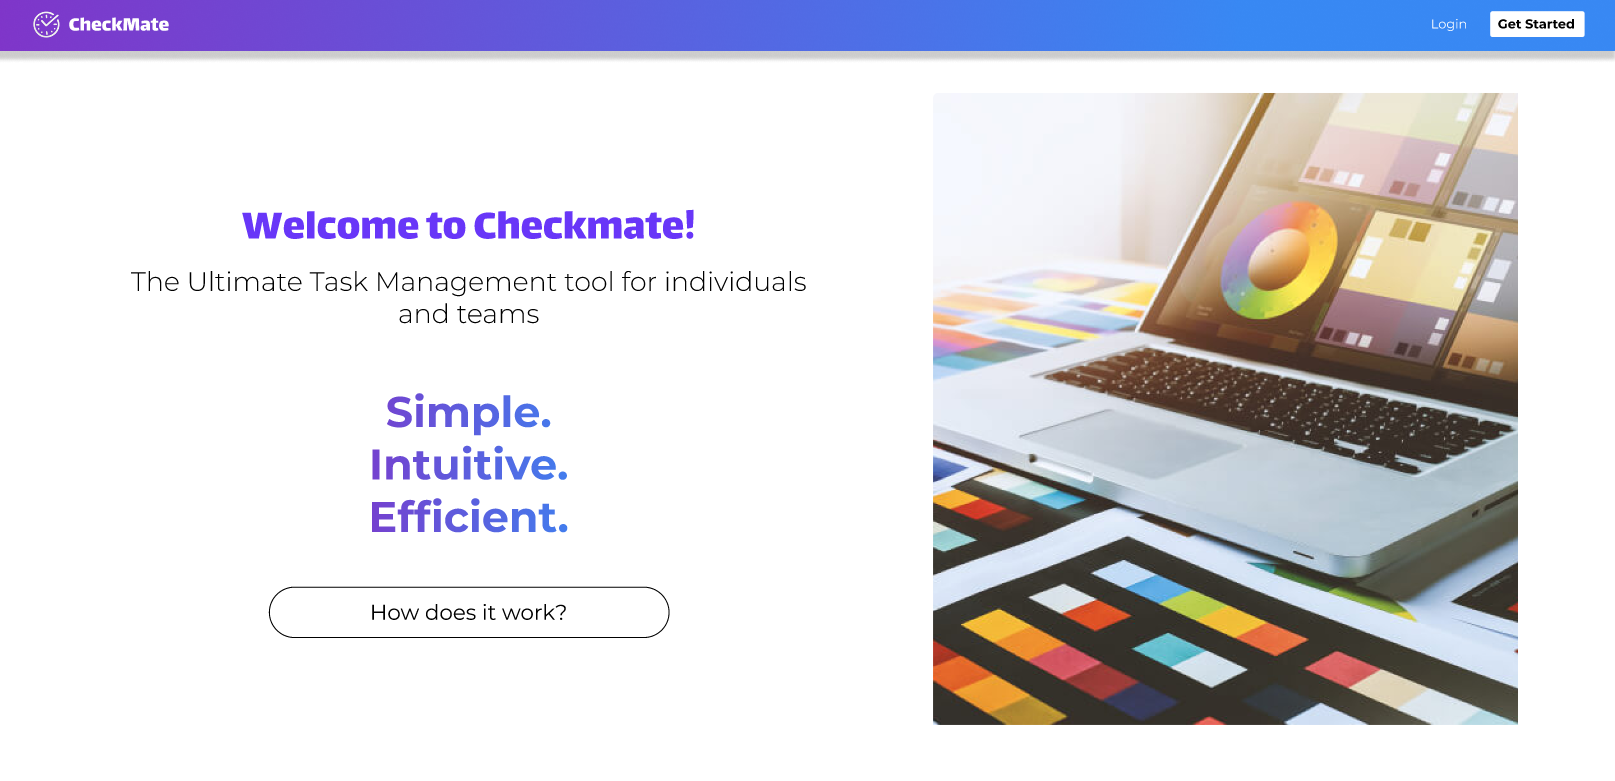 CheckMate
Login
Get Started
Welcome to Checkmate!
The Ultimate Task Management tool for individuals
and teams
Simple.
Intuitive.
Efficient.
How does it work?